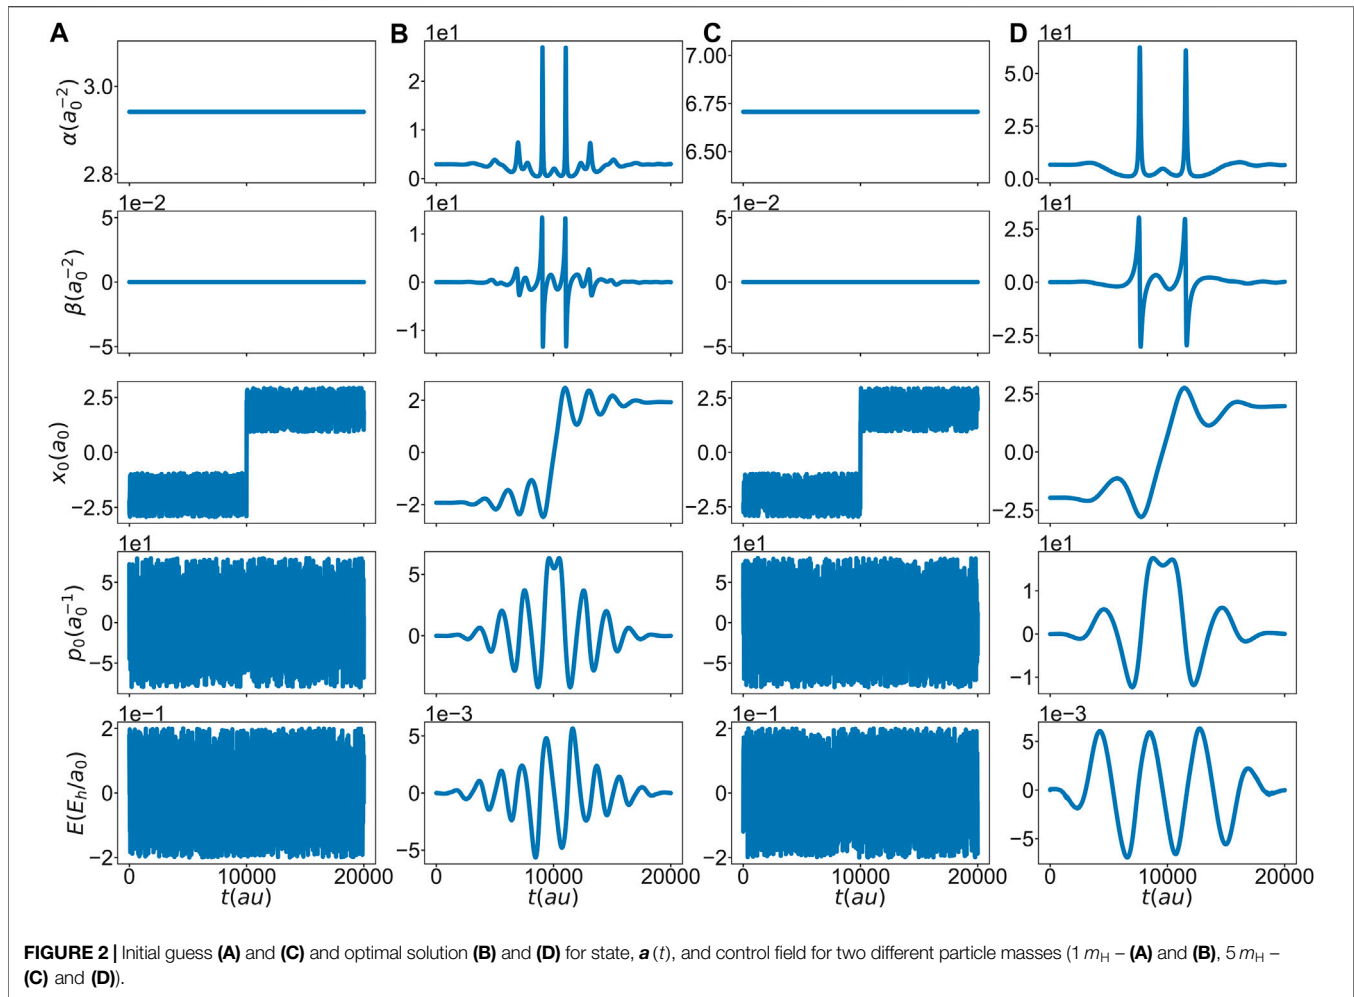 A B C D
1e1 1e1
α(a₀⁻²) 3.0 2.8
2 1 0
7.00 6.75 6.50
5.0 2.5 0.0
1e−2 1e1 1e−2 1e1
β(a₀⁻²) 5 0 −5
1 0 −1
5 0 −5
2.5 0.0 −2.5
x₀(a₀) 2.5 0.0 −2.5
2 0 −2
2.5 0.0 −2.5
2.5 0.0 −2.5
1e1 1e1 1e1
p₀(a₀⁻¹) 5 0 −5
5 0
5 0 −5
1 0 −1
1e−1 1e−3 1e−1 1e−3
E(Eₕ/a₀) 2 0 −2
5 0 −5
2 0 −2
5 0 −5
0 10000 20000 0 10000 20000 0 10000 20000 0 10000 20000
t(au) t(au) t(au) t(au)
FIGURE 2 | Initial guess (A) and (C) and optimal solution (B) and (D) for state, a (t), and control field for two different particle masses (1 mH – (A) and (B), 5 mH –
(C) and (D)).